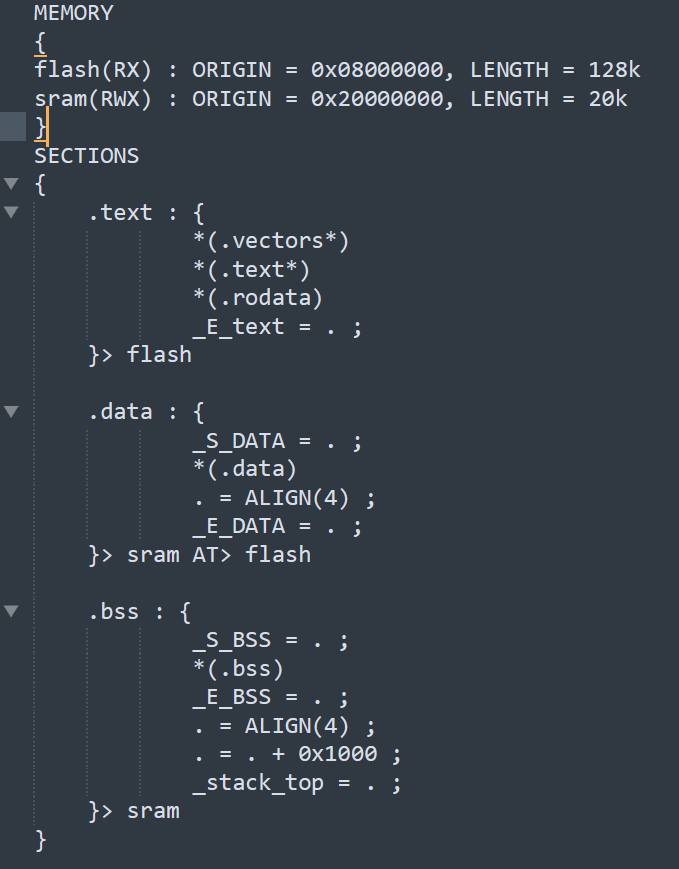 MEMORY
{
flash(RX) : ORIGIN = 0x08000000, LENGTH = 128k
sram(RWX) : ORIGIN = 0x20000000, LENGTH = 20k
}
SECTIONS
{
    .text : {
            *(.vectors*)
            *(.text*)
            *(.rodata)
            _E_text = . ;
    }> flash

    .data : {
            _S_DATA = . ;
            *(.data)
            . = ALIGN(4) ;
            _E_DATA = . ;
    }> sram AT> flash

    .bss : {
            _S_BSS = . ;
            *(.bss)
            _E_BSS = . ;
            . = ALIGN(4) ;
            . = . + 0x1000 ;
            _stack_top = . ;
    }> sram
}